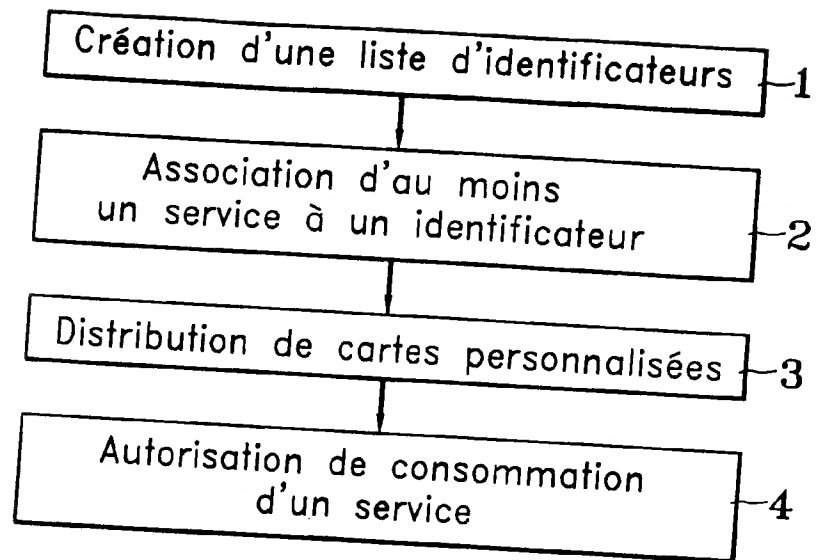 Création d'une liste d'identificateurs 1
Association d'au moins
un service à un identificateur 2
Distribution de cartes personnalisées 3
Autorisation de consommation
d'un service 4